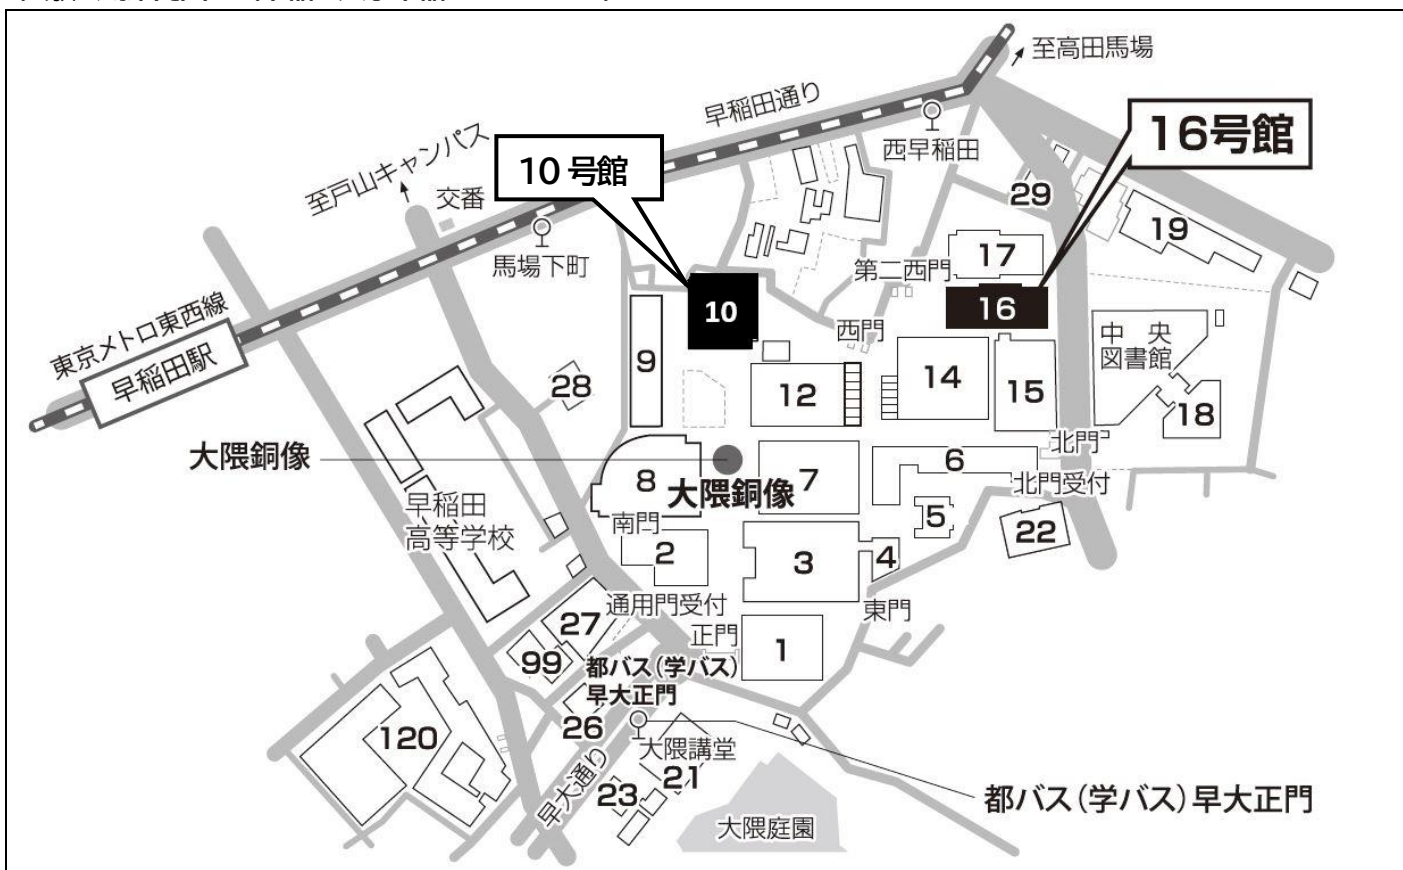 至高田馬場
早稲田通り
16号館
西早稲田
至戸山キャンパス
交番
10 号館
29
19
馬場下町
17
第二西門
10
16
東京メトロ東西線
早稲田駅
西門
中央
図書館
9
28
12
14
15
18
大隈銅像
北門
8
大隈銅像
7
6
北門受付
早稲田
高等学校
南門
5
22
2
3
4
通用門受付
東門
27
正門
1
99
都バス(学バス)
早大正門
26
120
大隈講堂
21
早大通り
23
都バス(学バス)早大正門
大隈庭園